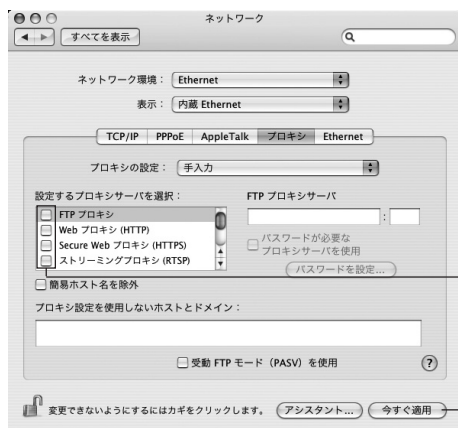 ネットワーク
すべてを表示
ネットワーク環境： Ethernet
表示： 内蔵 Ethernet
TCP/IP PPPoE AppleTalk プロキシ Ethernet
プロキシの設定： 手入力
設定するプロキシサーバを選択：
FTP プロキシ
Web プロキシ (HTTP)
Secure Web プロキシ (HTTPS)
ストリーミングプロキシ (RTSP)
FTP プロキシサーバ
:
パスワードが必要な
プロキシサーバを使用
パスワードを設定...
簡易ホスト名を除外
プロキシ設定を使用しないホストとドメイン：
受動 FTP モード（PASV）を使用
?
変更できないようにするにはカギをクリックします。
アシスタント...
今すぐ適用